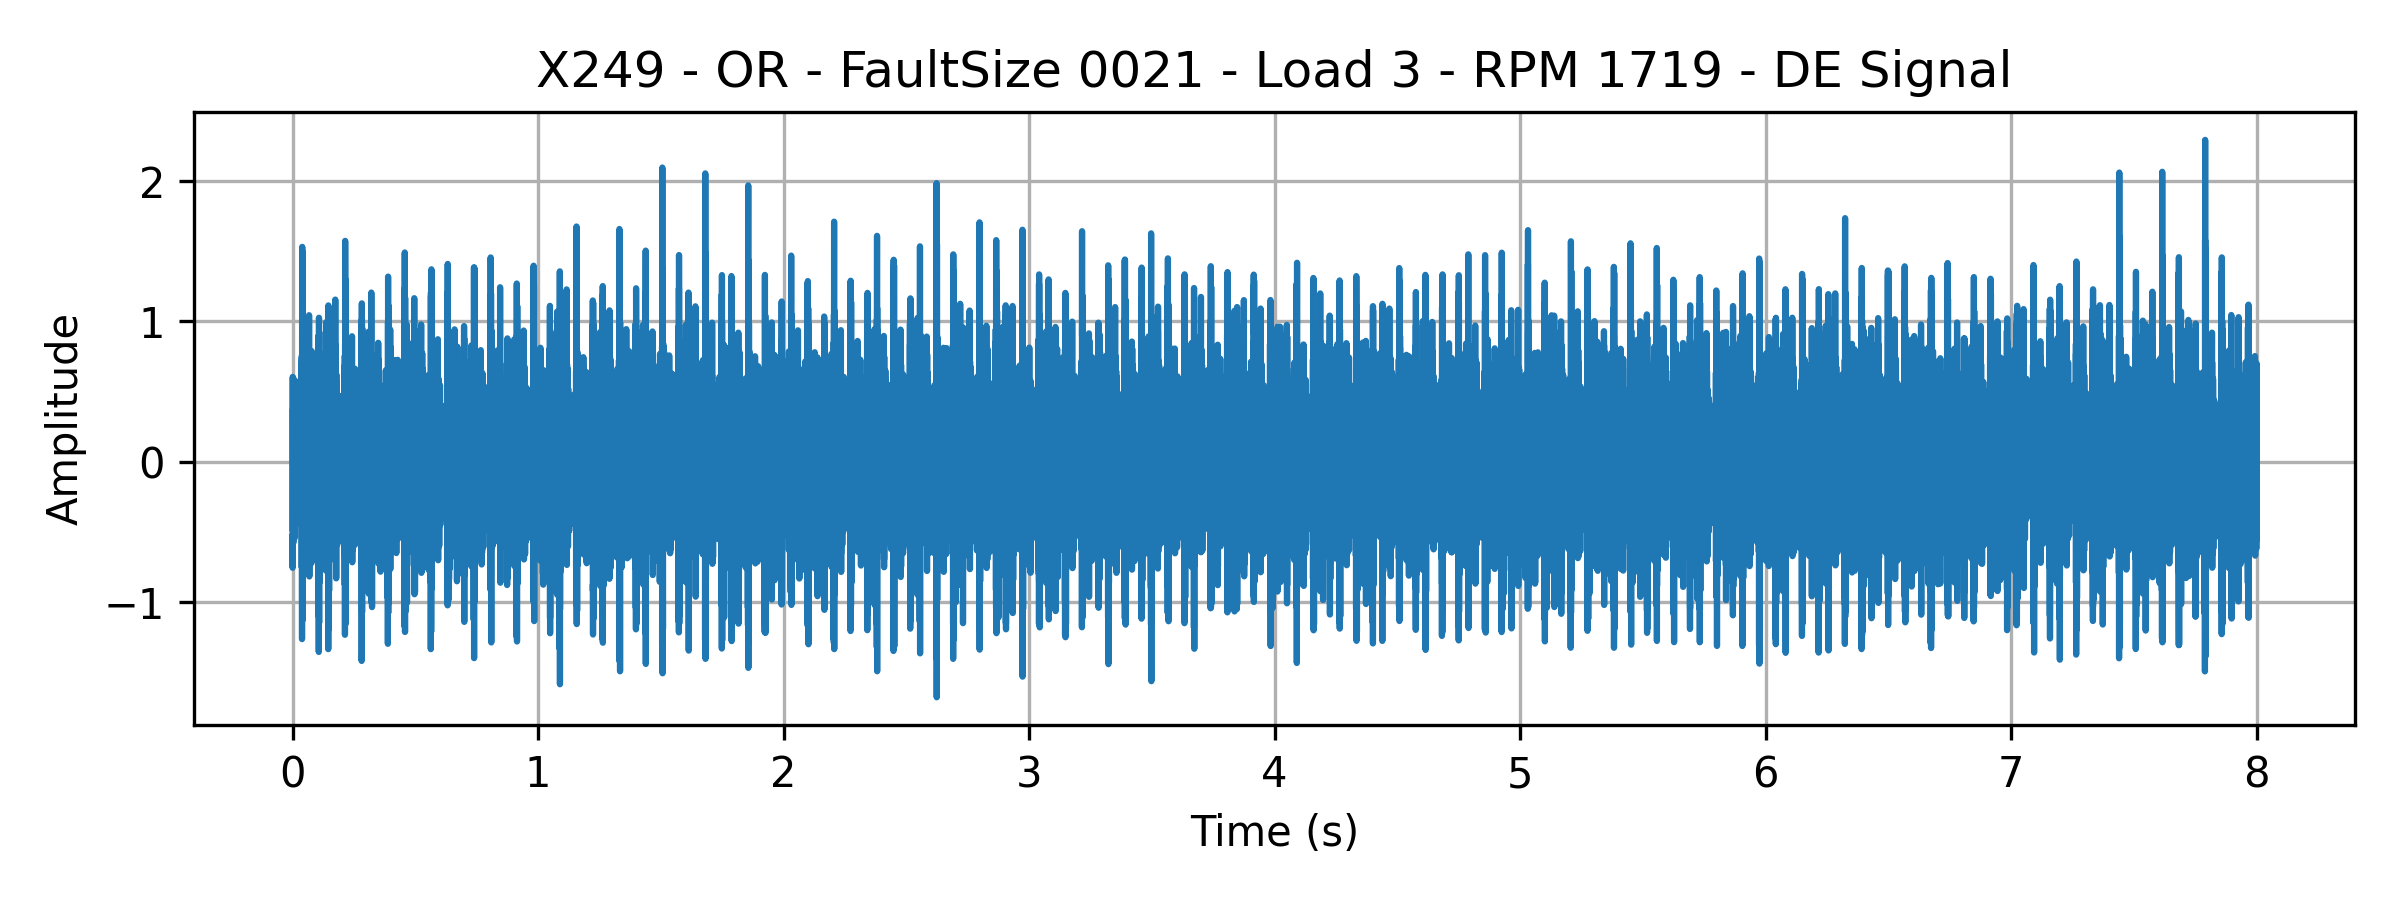 X249 - OR - FaultSize 0021 - Load 3 - RPM 1719 - DE Signal
Amplitude
2
1
0
−1
0 1 2 3 4 5 6 7 8
Time (s)